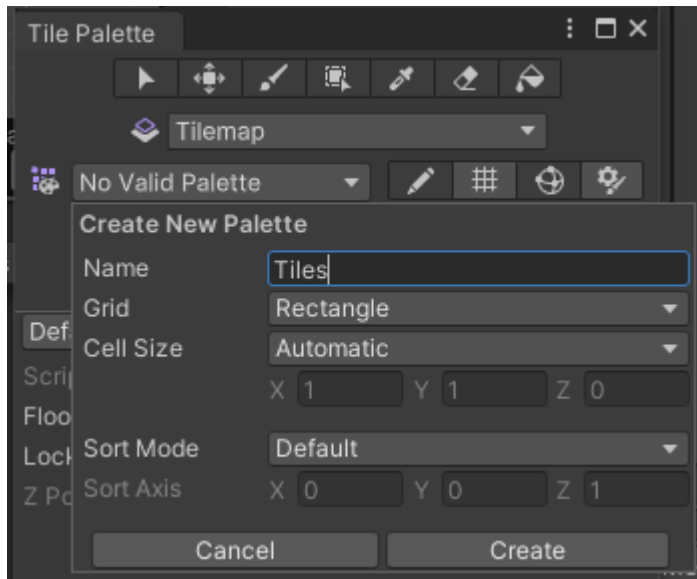 Tile Palette
Tilemap
No Valid Palette
Create New Palette
Name Tiles
Grid Rectangle
Cell Size Automatic
X 1 Y 1 Z 0
Sort Mode Default
Sort Axis X 0 Y 0 Z 1
Cancel Create